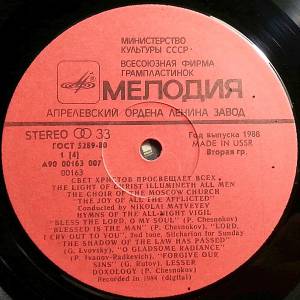 МИНИСТЕРСТВО
КУЛЬТУРЫ СССР
ВСЕСОЮЗНАЯ ФИРМА
ГРАМПЛАСТИНОК
МЕЛОДИЯ
АПРЕЛЕВСКИЙ ОРДЕНА ЛЕНИНА ЗАВОД
STEREO 33
ГОСТ 5289-80
1 [4]
А90 00163 007
00163
Год выпуска 1988
MADE IN USSR
Вторая гр.
СВЕТ ХРИСТОВ ПРОСВЕЩАЕТ ВСЕХ
THE LIGHT OF CHRIST ILLUMINETH ALL MEN
THE CHOIR OF THE MOSCOW CHURCH
THE JOY OF ALL THE AFFLICTED
Conducted by NIKOLAI MATVEYEV
HYMNS OF THE ALL-NIGHT VIGIL
"BLESS THE LORD, O MY SOUL" (P. Chesnokov)
"BLESSED IS THE MAN" (P. Chesnokov), "LORD,
I CRY OUT TO YOU", 2nd tone, Silchorion for Sunday
"THE SHADOW OF THE LAW HAS PASSED"
(G. Lvovsky), "O GLADSOME RADIANCE"
(P. Ivanov-Radkevich), "FORGIVE OUR
SINS" (G. Rutov), LESSER
DOXOLOGY (P. Chesnokov)
Recorded in 1984 (digital)